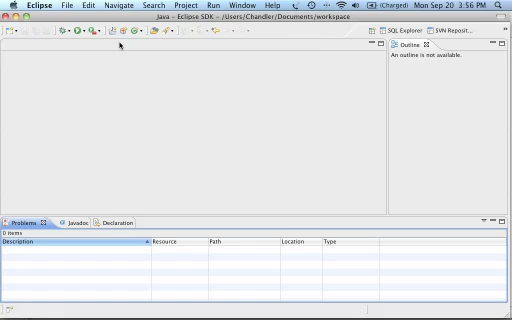 Eclipse File Edit Navigate Search Project Run Window Help (Charged) Mon Sep 20 3:56 PM
Java – Eclipse SDK – /Users/Chandler/Documents/workspace
SQL Explorer SVN Reposit...
Outline
An outline is not available.
Problems Javadoc Declaration
0 items
Description Resource Path Location Type